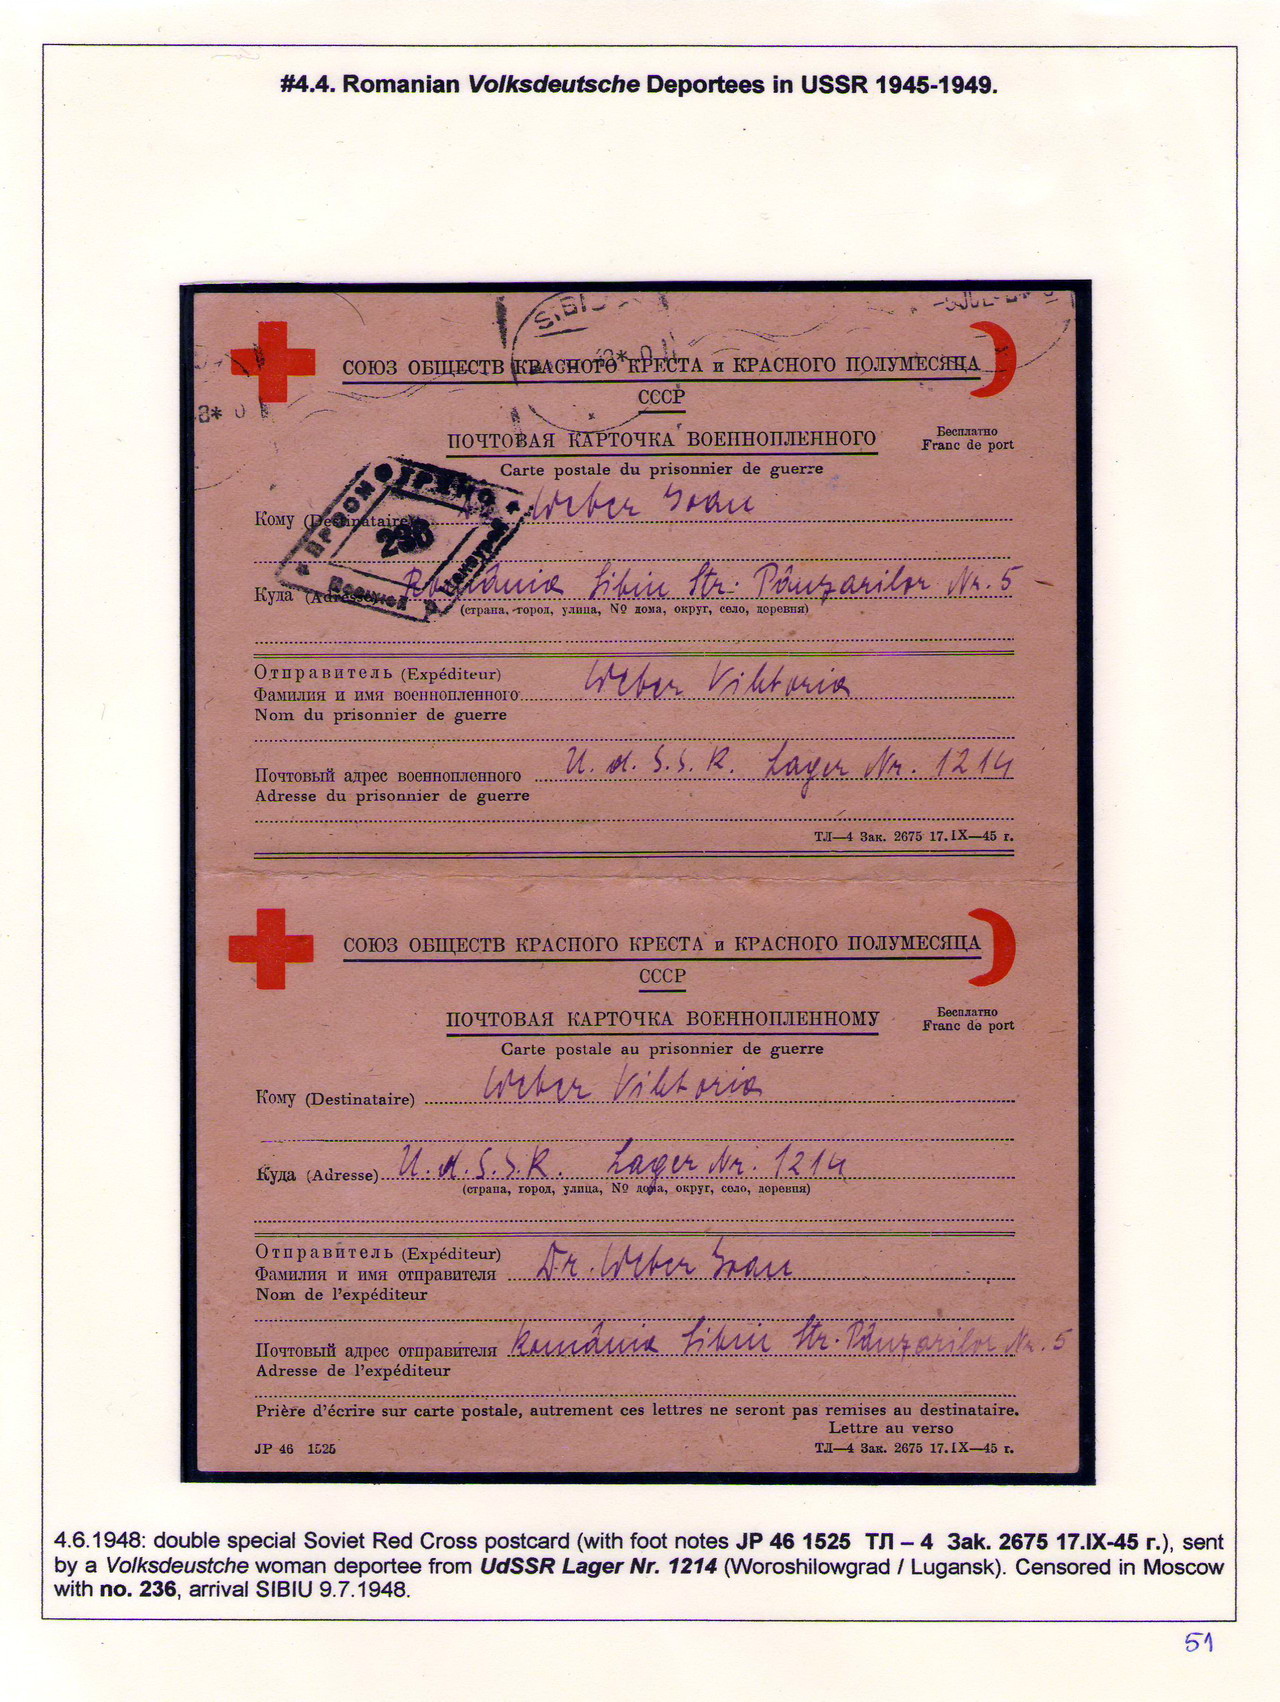 #4.4. Romanian Volksdeutsche Deportees in USSR 1945-1949.
SIBIU
СОЮЗ ОБЩЕСТВ КРАСНОГО КРЕСТА и КРАСНОГО ПОЛУМЕСЯЦА
СССР
ПОЧТОВАЯ КАРТОЧКА ВОЕННОПЛЕННОГО
Бесплатно
Franc de port
Carte postale du prisonnier de guerre
Кому (Destinataire) Weber Ioan
236
Куда (Adresse) România Sibiu Str. Pânzarilor Nr. 5
(страна, город, улица, № дома, округ, село, деревня)
Отправитель (Expéditeur)
Фамилия и имя военнопленного Weber Viktoria
Nom du prisonnier de guerre
Почтовый адрес военнопленного U.d.S.S.R. Lager Nr. 1214
Adresse du prisonnier de guerre
ТЛ—4 Зак. 2675 17.IX—45 г.
СОЮЗ ОБЩЕСТВ КРАСНОГО КРЕСТА и КРАСНОГО ПОЛУМЕСЯЦА
СССР
ПОЧТОВАЯ КАРТОЧКА ВОЕННОПЛЕННОМУ
Бесплатно
Franc de port
Carte postale au prisonnier de guerre
Кому (Destinataire) Weber Viktoria
Куда (Adresse) U.d.S.S.R. Lager Nr. 1214
(страна, город, улица, № дома, округ, село, деревня)
Отправитель (Expéditeur)
Фамилия и имя отправителя Dr. Weber Ioan
Nom de l'expéditeur
Почтовый адрес отправителя România Sibiu Str. Pânzarilor Nr. 5
Adresse de l'expéditeur
Prière d'écrire sur carte postale, autrement ces lettres ne seront pas remises au destinataire.
Lettre au verso
JP 46 1525 ТЛ—4 Зак. 2675 17.IX—45 г.
4.6.1948: double special Soviet Red Cross postcard (with foot notes JP 46 1525 ТЛ – 4 Зак. 2675 17.IX-45 г.), sent
by a Volksdeustche woman deportee from UdSSR Lager Nr. 1214 (Woroshilowgrad / Lugansk). Censored in Moscow
with no. 236, arrival SIBIU 9.7.1948.
51